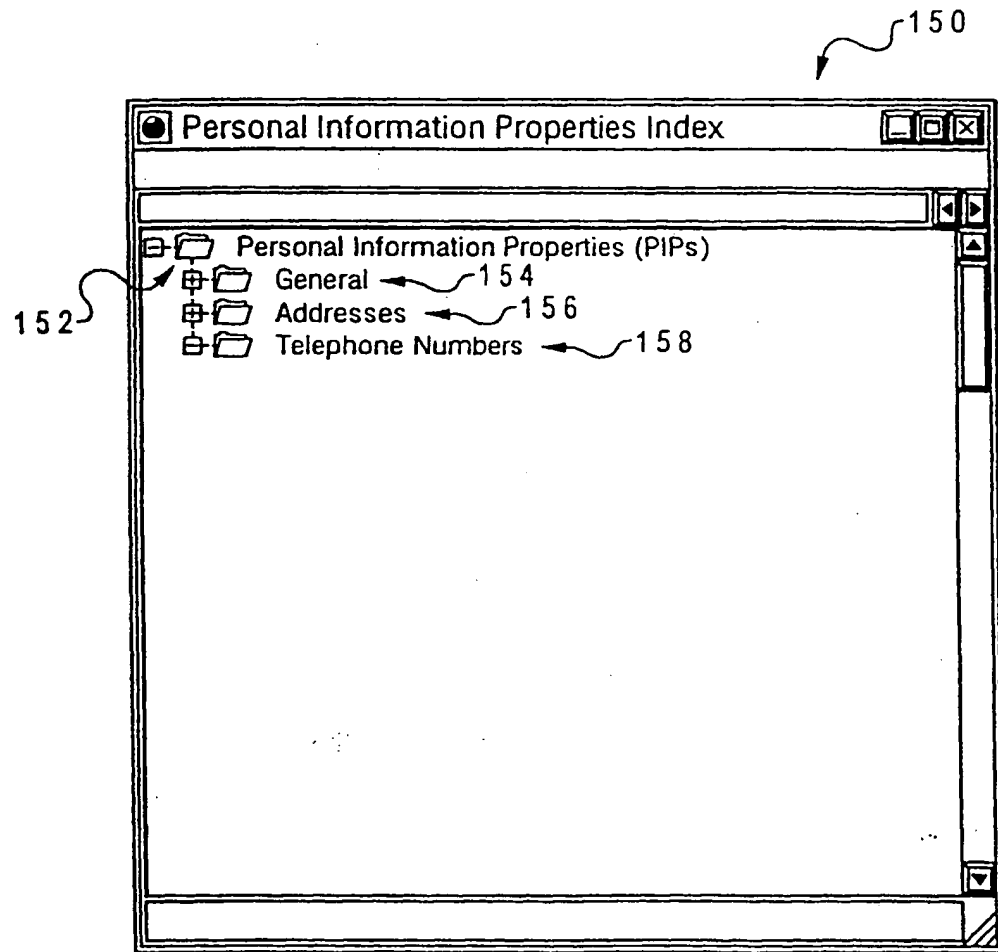 150
Personal Information Properties Index
Personal Information Properties (PIPs)
General 154
152 Addresses 156
Telephone Numbers 158